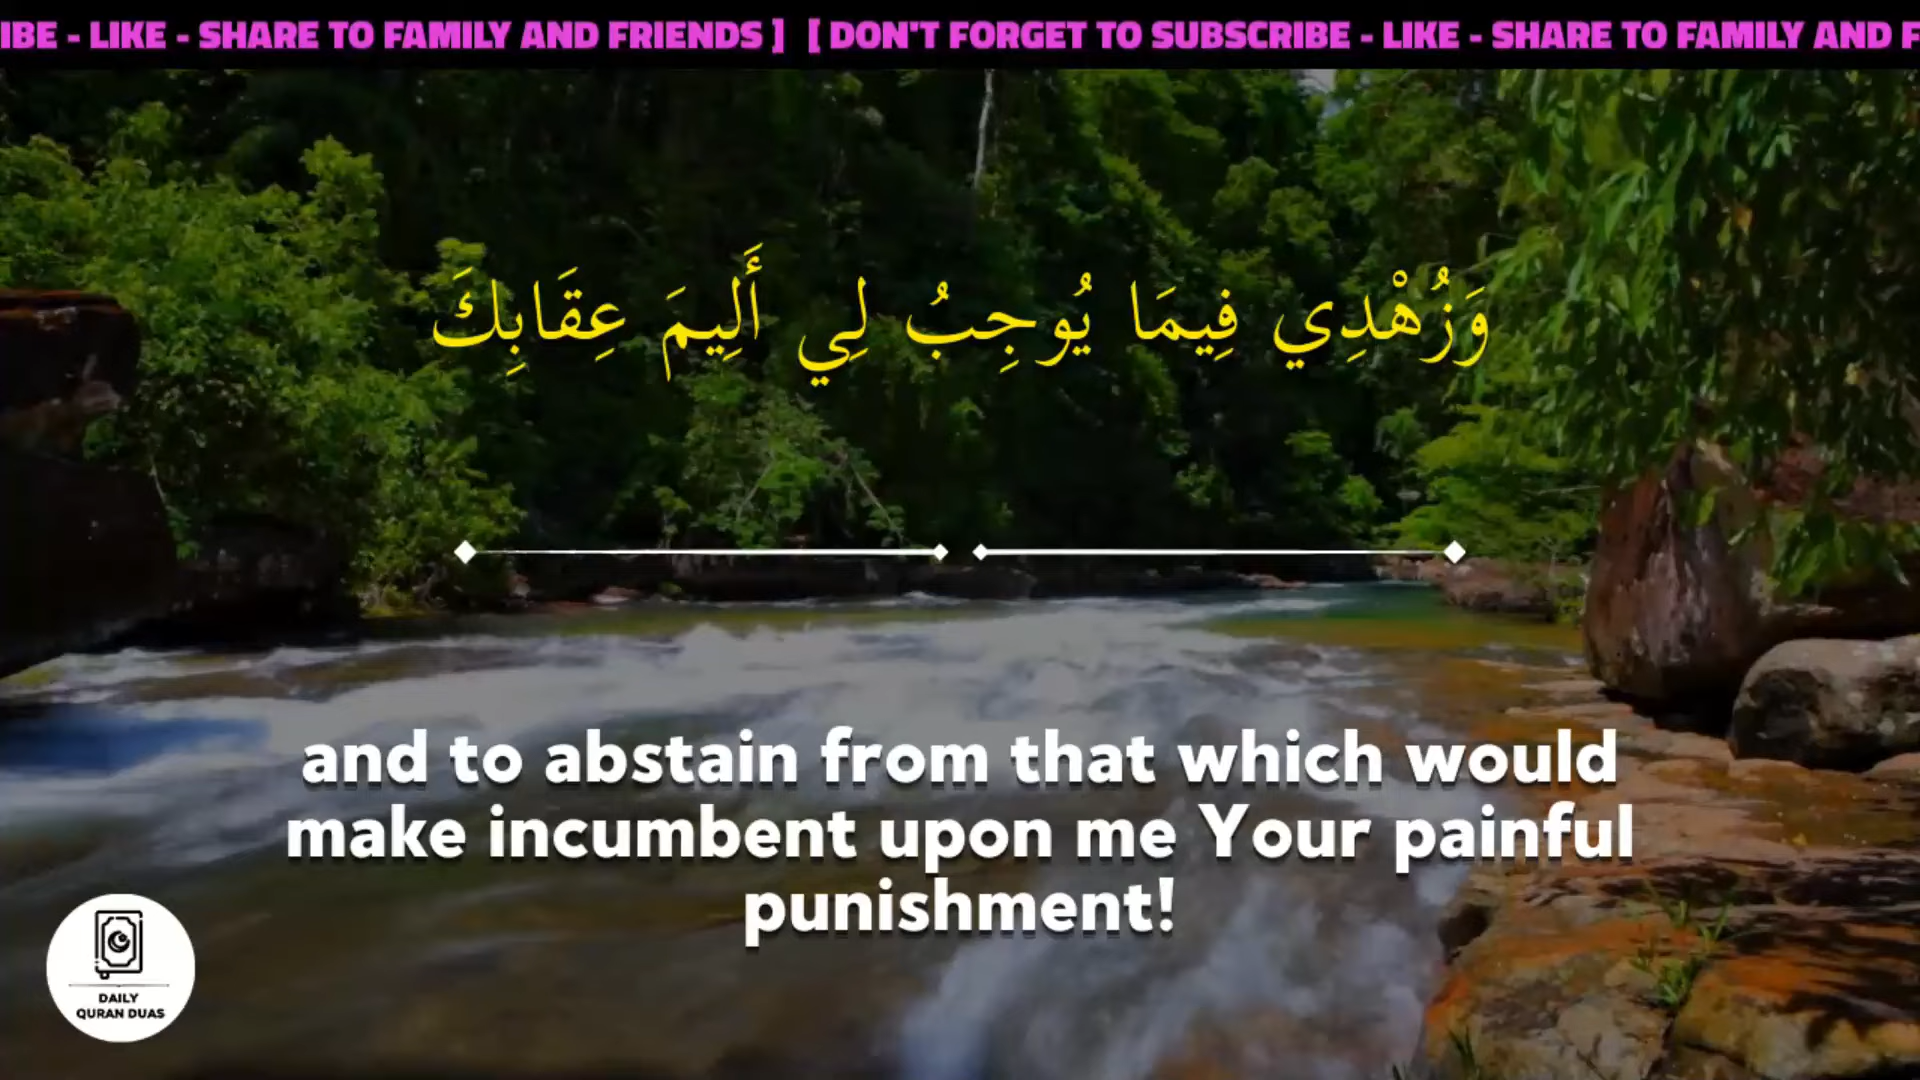 IBE - LIKE - SHARE TO FAMILY AND FRIENDS ] [ DON'T FORGET TO SUBSCRIBE - LIKE - SHARE TO FAMILY AND F
وَزُهْدِي فِيمَا يُوجِبُ لِي أَلِيمَ عِقَابِكَ
and to abstain from that which would
make incumbent upon me Your painful
punishment!
DAILY
QURAN DUAS